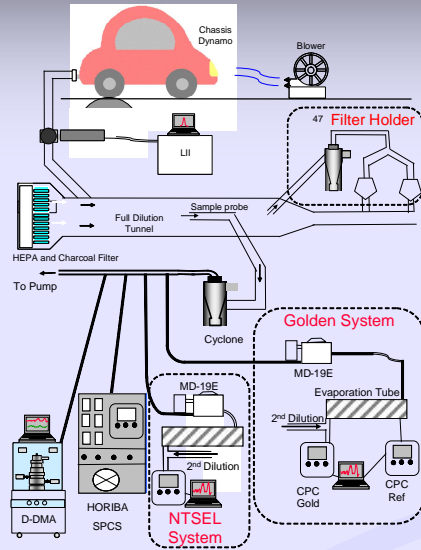 Chassis
Dynamo
Blower
LII
47 Filter Holder
Sample probe
Full Dilution
Tunnel
HEPA and Charcoal Filter
To Pump
Cyclone
Golden System
MD-19E
MD-19E
Evaporation Tube
2nd Dilution
2nd Dilution
CPC
Gold
CPC
Ref
D-DMA
HORIBA
SPCS
NTSEL
System